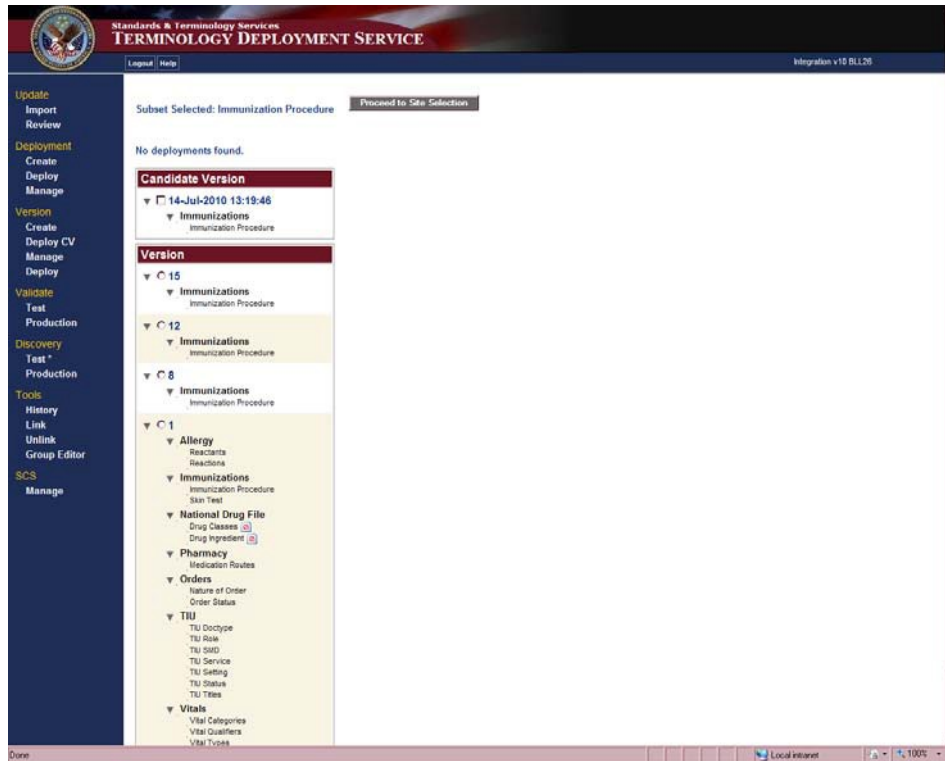 Standards & Terminology Services
TERMINOLOGY DEPLOYMENT SERVICE
Logout Help
Integration v10 BLL26
Update
Import
Review
Deployment
Create
Deploy
Manage
Version
Create
Deploy CV
Manage
Deploy
Validate
Test
Production
Discovery
Test *
Production
Tools
History
Link
Unlink
Group Editor
SCS
Manage
Subset Selected: Immunization Procedure
Proceed to Site Selection
No deployments found.
Candidate Version
14-Jul-2010 13:19:46
Immunizations
Immunization Procedure
Version
15
Immunizations
Immunization Procedure
12
Immunizations
Immunization Procedure
8
Immunizations
Immunization Procedure
1
Allergy
Reactants
Reactions
Immunizations
Immunization Procedure
Skin Test
National Drug File
Drug Classes
Drug Ingredient
Pharmacy
Medication Routes
Orders
Nature of Order
Order Status
TIU
TIU Doctype
TIU Role
TIU SMD
TIU Service
TIU Setting
TIU Status
TIU Titles
Vitals
Vital Categories
Vital Qualifiers
Vital Types
Done
Local intranet
100%